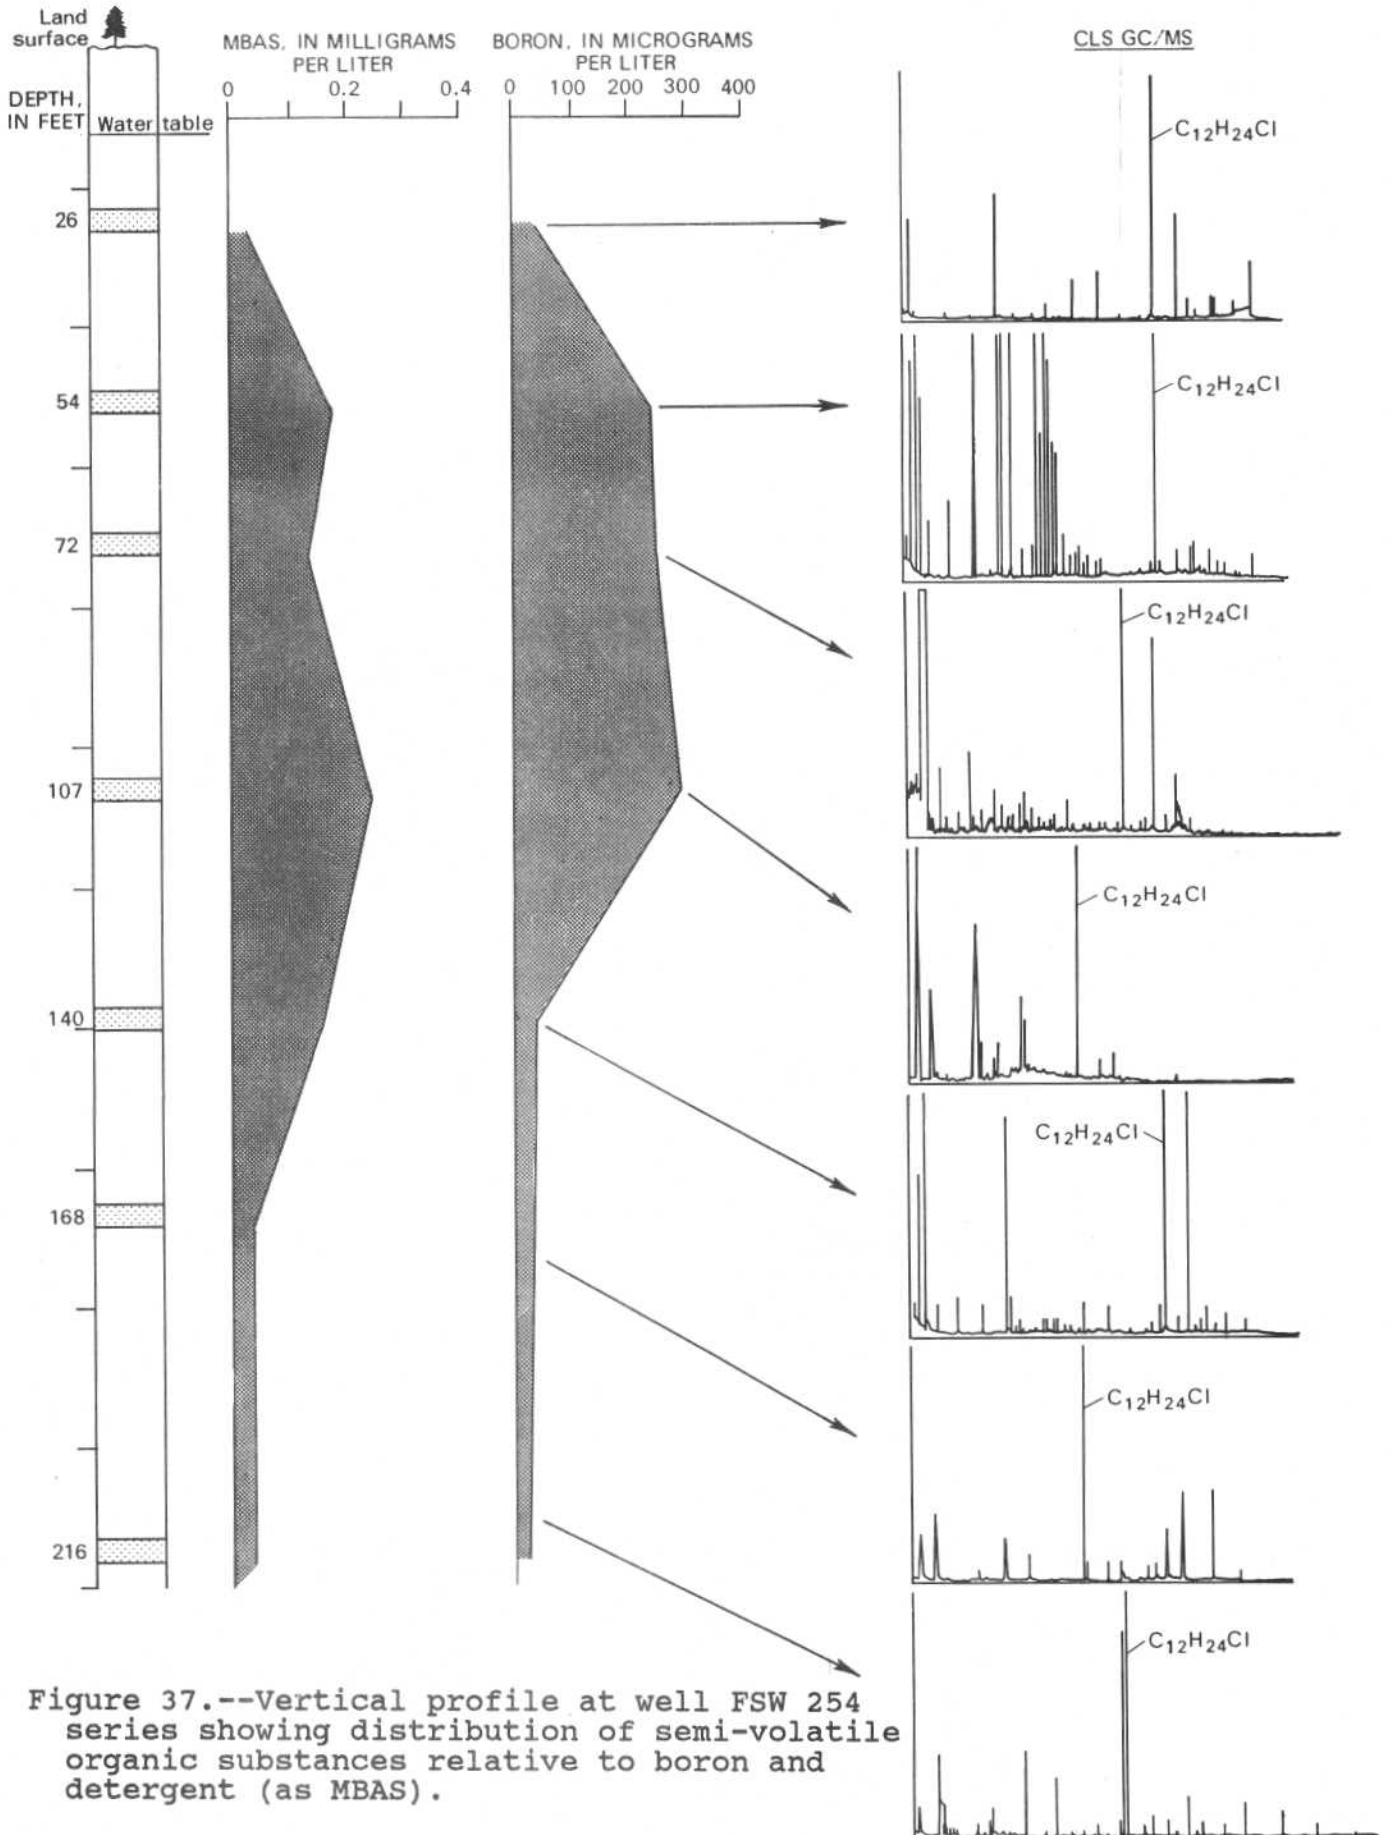 Land
surface
DEPTH,
IN FEET
Water table
26
54
72
107
140
168
216
MBAS, IN MILLIGRAMS
PER LITER
0 0.2 0.4
BORON, IN MICROGRAMS
PER LITER
0 100 200 300 400
CLS GC/MS
C₁₂H₂₄Cl
C₁₂H₂₄Cl
C₁₂H₂₄Cl
C₁₂H₂₄Cl
C₁₂H₂₄Cl
C₁₂H₂₄Cl
C₁₂H₂₄Cl
Figure 37.--Vertical profile at well FSW 254
series showing distribution of semi-volatile
organic substances relative to boron and
detergent (as MBAS).